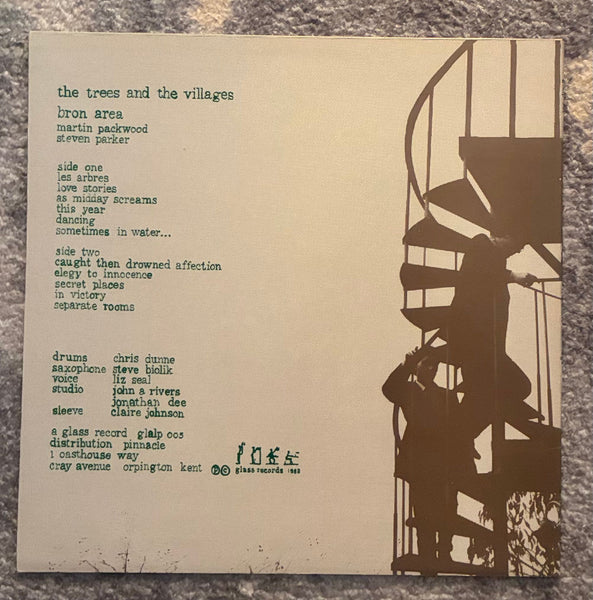 the trees and the villages
bron area
martin packwood
steven parker
side one
les arbres
love stories
as midday screams
this year
dancing
sometimes in water...
side two
caught then drowned affection
elegy to innocence
secret places
in victory
separate rooms
drums chris dunne
saxophone steve biolik
voice liz seal
studio john a rivers
jonathan dee
sleeve claire johnson
a glass record glalp 005
distribution pinnacle
1 oasthouse way
cray avenue orpington kent ℗ © glass records 1983